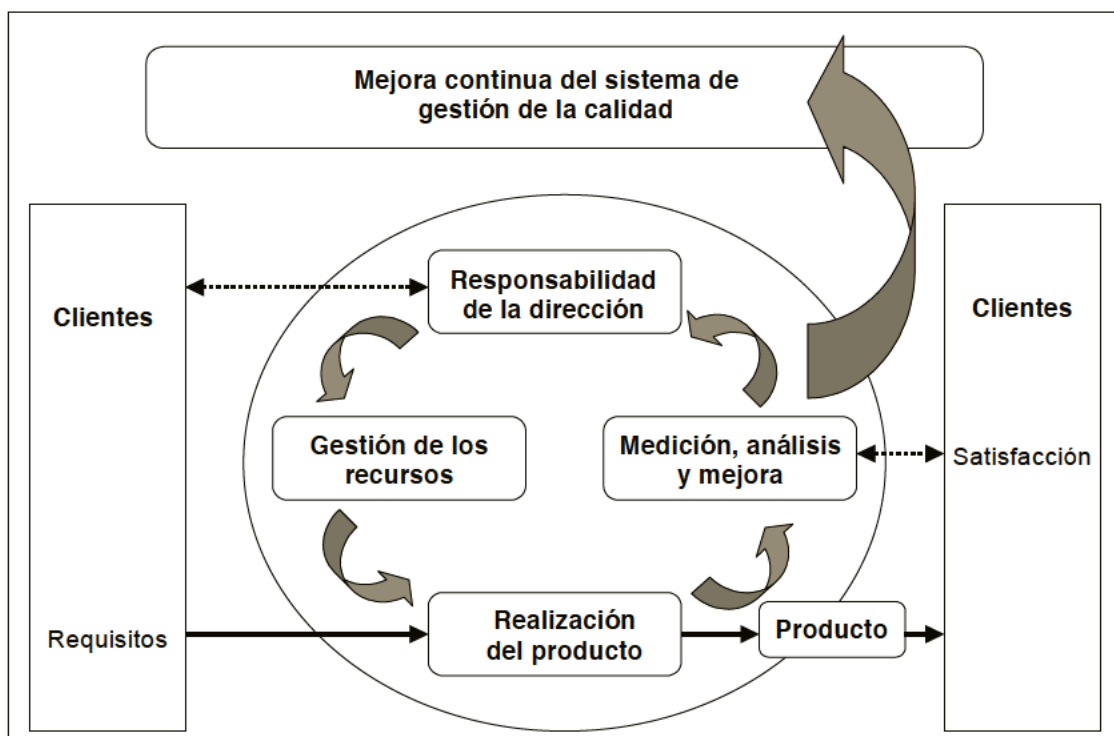 Mejora continua del sistema de
gestión de la calidad
Responsabilidad
de la dirección
Clientes
Clientes
Gestión de los
recursos
Medición, análisis
y mejora
Satisfacción
Requisitos
Realización
del producto
Producto